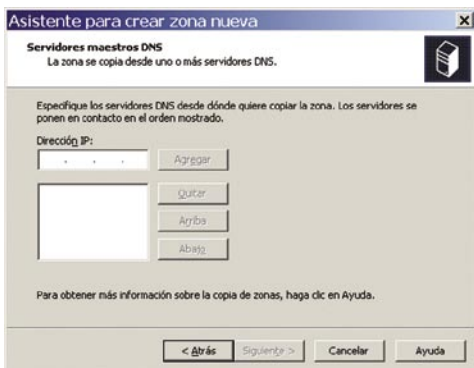 Asistente para crear zona nueva
Servidores maestros DNS
La zona se copia desde uno o más servidores DNS.
Especifique los servidores DNS desde dónde quiere copiar la zona. Los servidores se
ponen en contacto en el orden mostrado.
Dirección IP:
. . . Agregar
Quitar
Arriba
Abajo
Para obtener más información sobre la copia de zonas, haga clic en Ayuda.
< Atrás Siguiente > Cancelar Ayuda